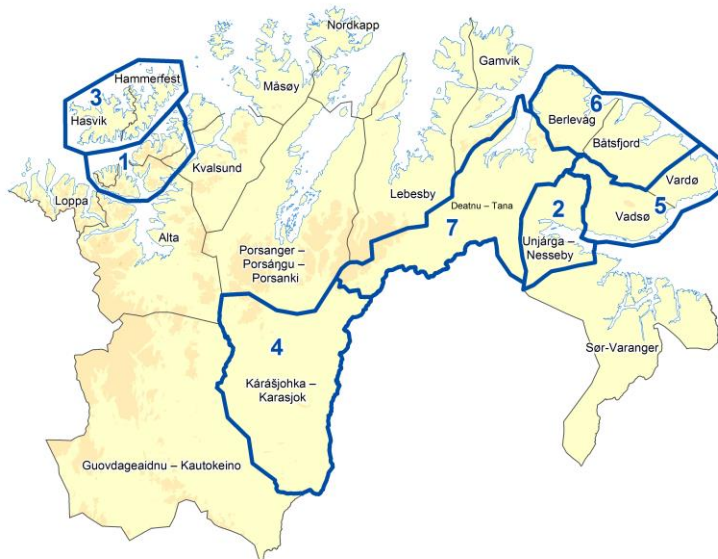 Nordkapp
Gamvik
Hammerfest
3
Måsøy
Hasvik
6
Berlevåg
Båtsfjord
1
Kvalsund
Vardø
Loppa
Lebesby
Deatnu – Tana
2
5
Vadsø
Alta
7
Unjárga –
Nesseby
Porsanger –
Porsáŋgu –
Porsanki
Sør-Varanger
4
Kárášjohka –
Karasjok
Guovdageaidnu – Kautokeino